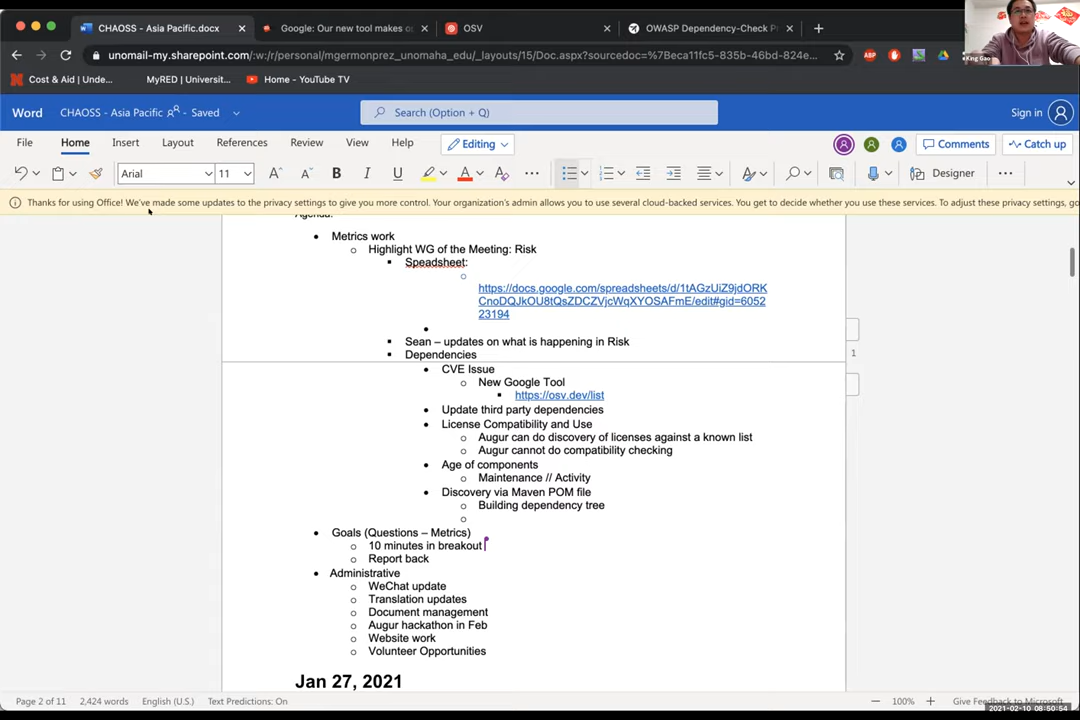 CHAOSS - Asia Pacific.docx
Google: Our new tool makes os
OSV
OWASP Dependency-Check P
unomail-my.sharepoint.com/:w:/r/personal/mgermonprez_unomaha_edu/_layouts/15/Doc.aspx?sourcedoc=%7Beca11fc5-835b-46bd-824e...
Cost & Aid | Unde...
MyRED | Universit...
Home - YouTube TV
Word
CHAOSS - Asia Pacific
- Saved
Search (Option + Q)
Sign in
File
Home
Insert
Layout
References
Review
View
Help
Editing
Comments
Catch up
Arial
11
Designer
Thanks for using Office! We've made some updates to the privacy settings to give you more control. Your organization's admin allows you to use several cloud-backed services. You get to decide whether you use these services. To adjust these privacy settings, go
Agenda:
Metrics work
Highlight WG of the Meeting: Risk
Speadsheet:
https://docs.google.com/spreadsheets/d/1tAGzUiZ9jdORK
CnoDQJkOU8tQsZDCZVjcWqXYOSAFmE/edit#gid=6052
23194
Sean – updates on what is happening in Risk
1
Dependencies
CVE Issue
New Google Tool
https://osv.dev/list
Update third party dependencies
License Compatibility and Use
Augur can do discovery of licenses against a known list
Augur cannot do compatibility checking
Age of components
Maintenance // Activity
Discovery via Maven POM file
Building dependency tree
Goals (Questions – Metrics)
10 minutes in breakout
Report back
Administrative
WeChat update
Translation updates
Document management
Augur hackathon in Feb
Website work
Volunteer Opportunities
Jan 27, 2021
Page 2 of 11
2,424 words
English (U.S.)
Text Predictions: On
100%
Give Feedback to Microsoft
2021-02-10 08:50:54